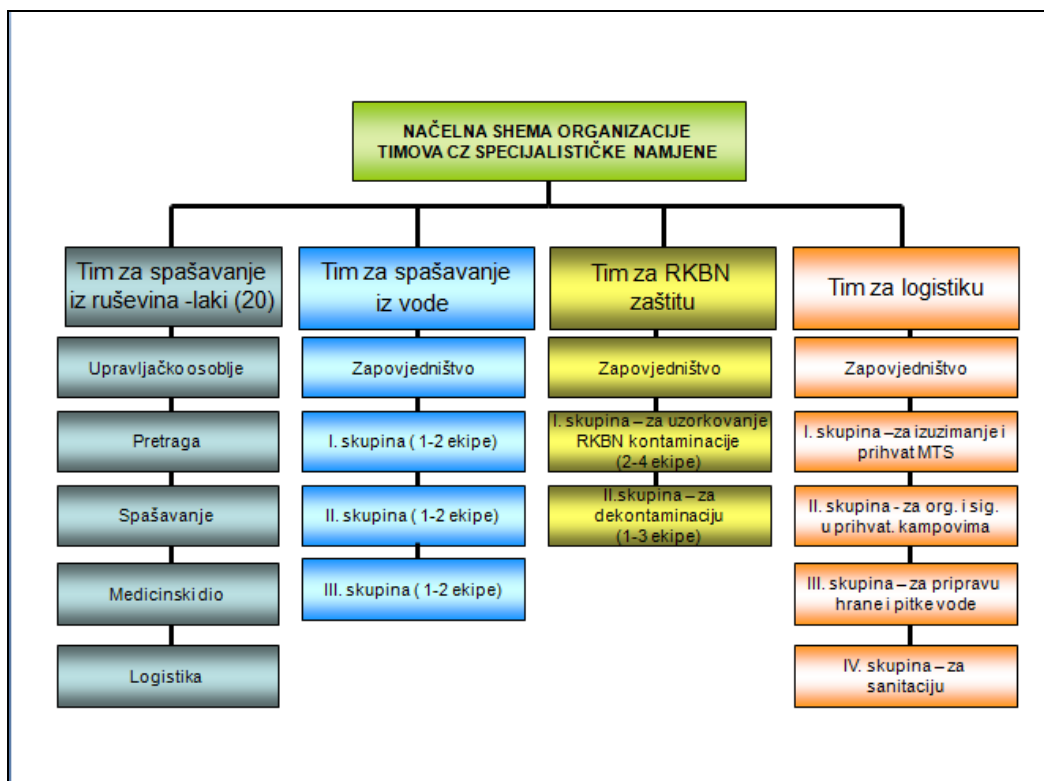 NAČELNA SHEMA ORGANIZACIJE
TIMOVA CZ SPECIJALISTIČKE NAMJENE
Tim za spašavanje
iz ruševina -laki (20)
Upravljačko osoblje
Pretraga
Spašavanje
Medicinski dio
Logistika
Tim za spašavanje
iz vode
Zapovjedništvo
I. skupina ( 1-2 ekipe)
II. skupina ( 1-2 ekipe)
III. skupina ( 1-2 ekipe)
Tim za RKBN
zaštitu
Zapovjedništvo
I. skupina – za uzorkovanje
RKBN kontaminacije
(2-4 ekipe)
II.skupina – za
dekontaminaciju
(1-3 ekipe)
Tim za logistiku
Zapovjedništvo
I. skupina –za izuzimanje i
prihvat MTS
II. skupina - za org. i sig.
u prihvat. kampovima
III. skupina – za pripravu
hrane i pitke vode
IV. skupina – za
sanitaciju